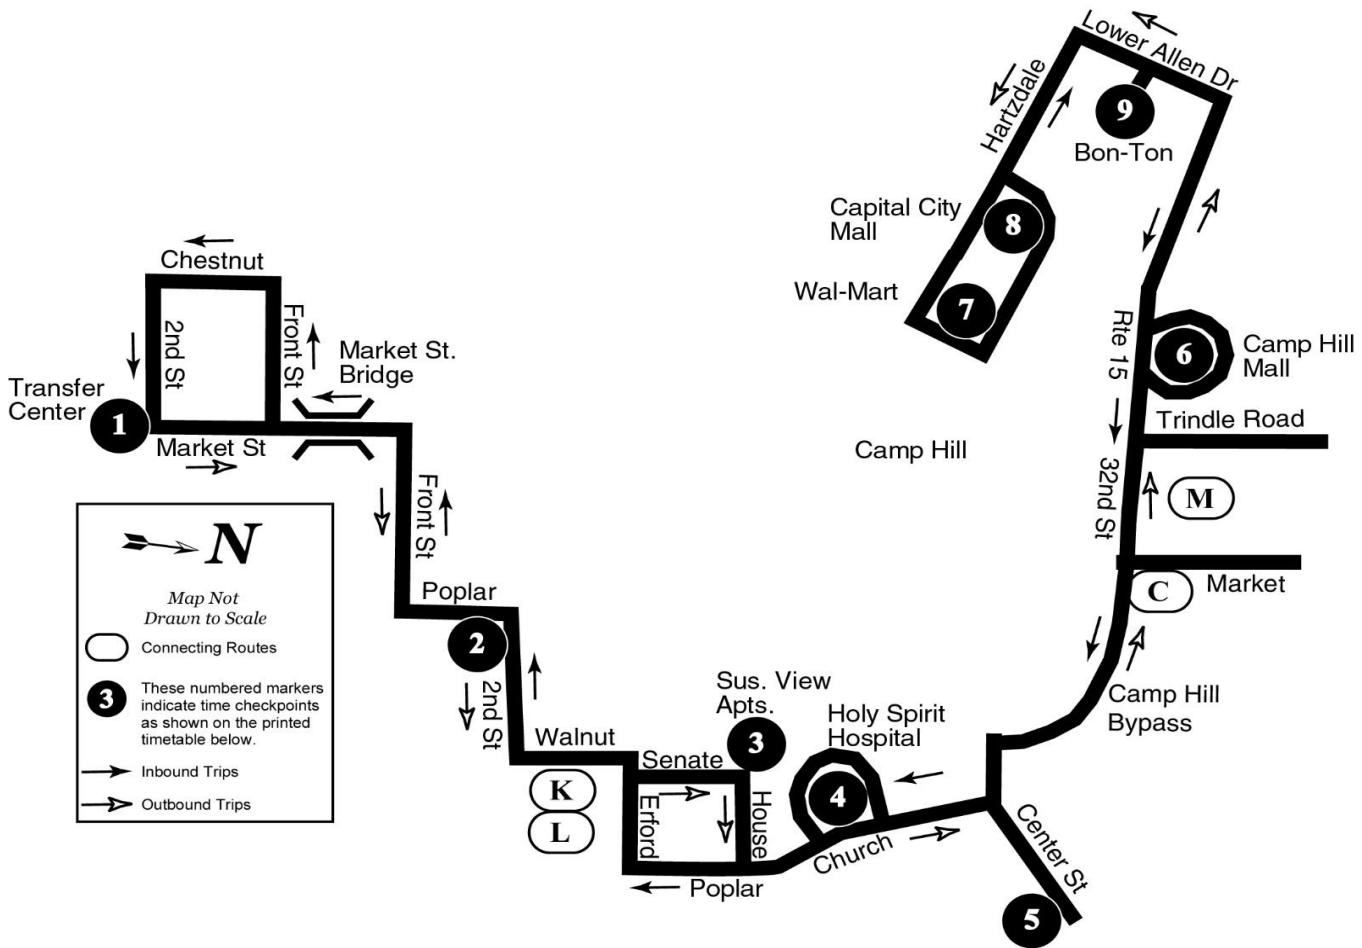 Lower Allen Dr
Hartzdale
9
Bon-Ton
Capital City
Mall
8
Wal-Mart
7
Chestnut
2nd St
Front St
Market St.
Bridge
Transfer
Center
1
Market St
Rte 15
6
Camp Hill
Mall
Trindle Road
Camp Hill
32nd St
M
Front St
C
Market
N
Map Not
Drawn to Scale
Connecting Routes
3
These numbered markers
indicate time checkpoints
as shown on the printed
timetable below.
Inbound Trips
Outbound Trips
Poplar
2
2nd St
Walnut
K
L
Sus. View
Apts.
3
Senate
Erford
House
Poplar
Holy Spirit
Hospital
4
Church
Camp Hill
Bypass
Center St
5